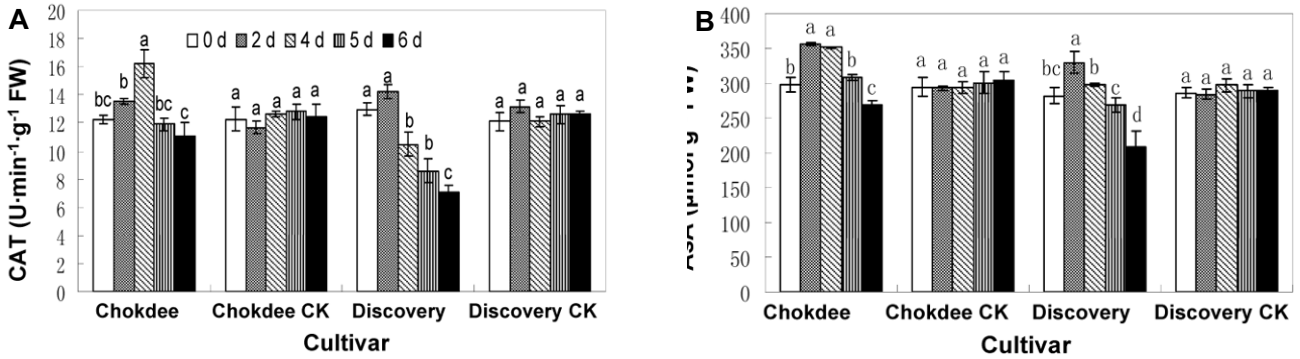 A
CAT (U·min⁻¹·g⁻¹ FW)
20
18
16
14
12
10
8
6
4
2
0
0 d 2 d 4 d 5 d 6 d
bc b a bc c
a a a a a
a a b b c
a a a a a
Chokdee Chokdee CK Discovery Discovery CK
Cultivar
B
400
350
300
250
200
150
100
50
0
b a a b c
a a a a a
bc a b c d
a a a a a
Chokdee Chokdee CK Discovery Discovery CK
Cultivar